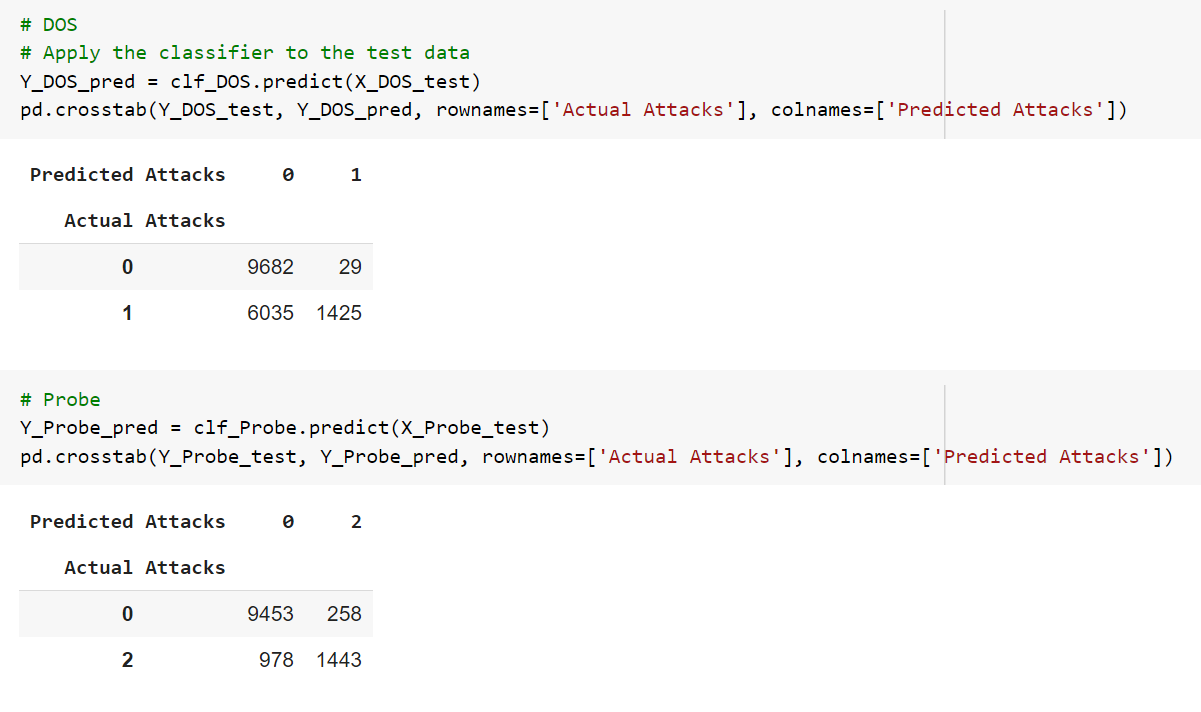 # DOS
# Apply the classifier to the test data
Y_DOS_pred = clf_DOS.predict(X_DOS_test)
pd.crosstab(Y_DOS_test, Y_DOS_pred, rownames=['Actual Attacks'], colnames=['Predicted Attacks'])
Predicted Attacks 0 1
Actual Attacks
0 9682 29
1 6035 1425
# Probe
Y_Probe_pred = clf_Probe.predict(X_Probe_test)
pd.crosstab(Y_Probe_test, Y_Probe_pred, rownames=['Actual Attacks'], colnames=['Predicted Attacks'])
Predicted Attacks 0 2
Actual Attacks
0 9453 258
2 978 1443